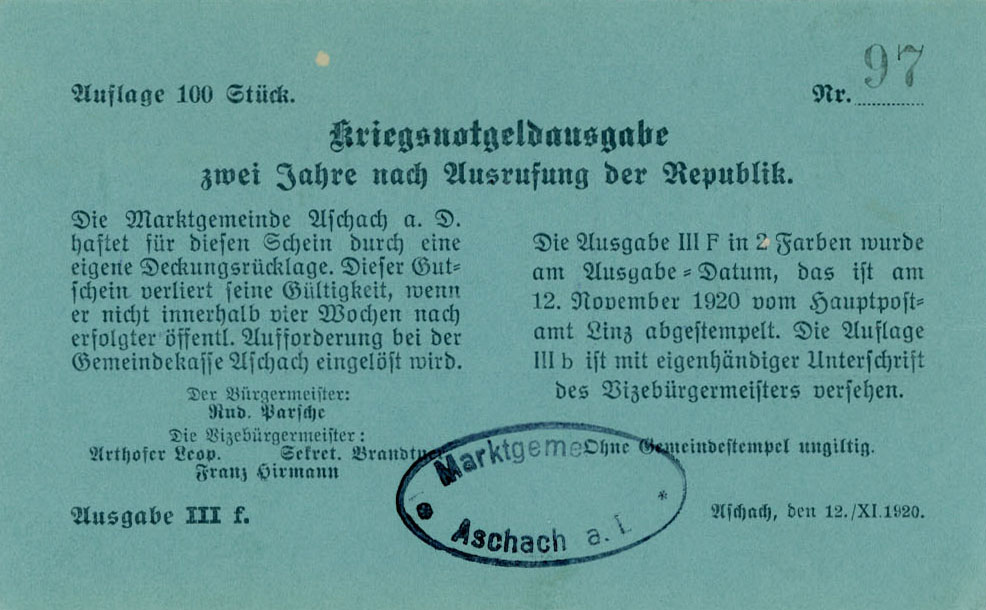 Auflage 100 Stück.
Nr. 97
Kriegsnotgeldausgabe
zwei Jahre nach Ausrufung der Republik.
Die Marktgemeinde Aschach a. D.
haftet für diesen Schein durch eine
eigene Deckungsrücklage. Dieser Gut-
schein verliert seine Gültigkeit, wenn
er nicht innerhalb vier Wochen nach
erfolgter öffentl. Aufforderung bei der
Gemeindekasse Aschach eingelöst wird.
Der Bürgermeister:
Rud. Parsche
Die Vizebürgermeister:
Arthofer Leop. Sekret. Brandtner
Franz Hirmann
Ausgabe III f.
Die Ausgabe III F in 2 Farben wurde
am Ausgabe-Datum, das ist am
12. November 1920 vom Hauptpost-
amt Linz abgestempelt. Die Auflage
III b ist mit eigenhändiger Unterschrift
des Vizebürgermeisters versehen.
Ohne Gemeindestempel ungiltig.
Aschach, den 12./XI.1920.
Marktgeme
Aschach a.